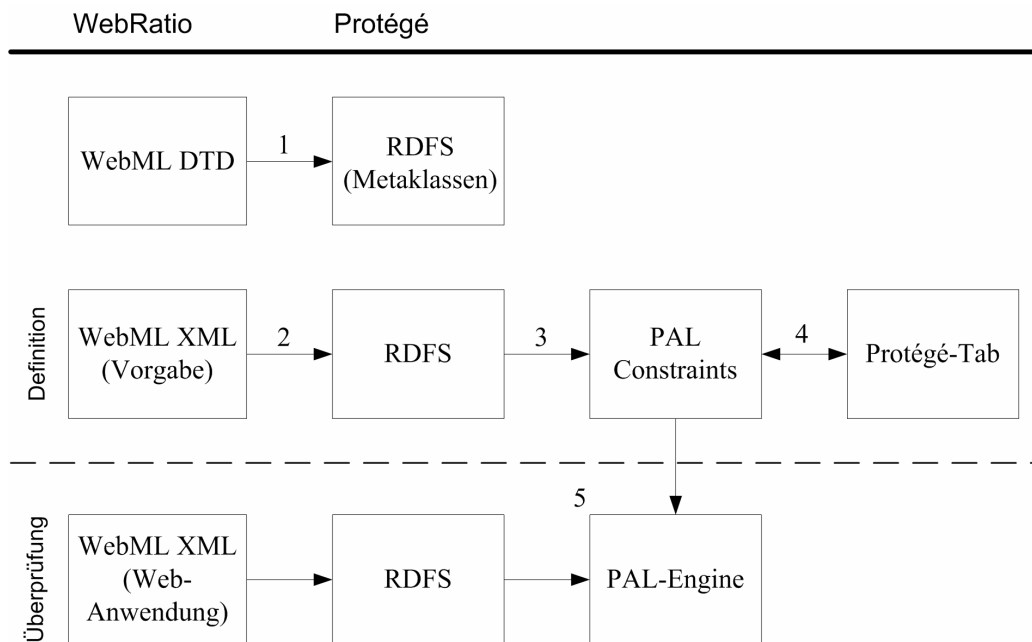 WebRatio
Protégé
WebML DTD
1
RDFS
(Metaklassen)
Definition
WebML XML
(Vorgabe)
2
RDFS
3
PAL
Constraints
4
Protégé-Tab
Überprüfung
WebML XML
(Web-
Anwendung)
RDFS
5
PAL-Engine